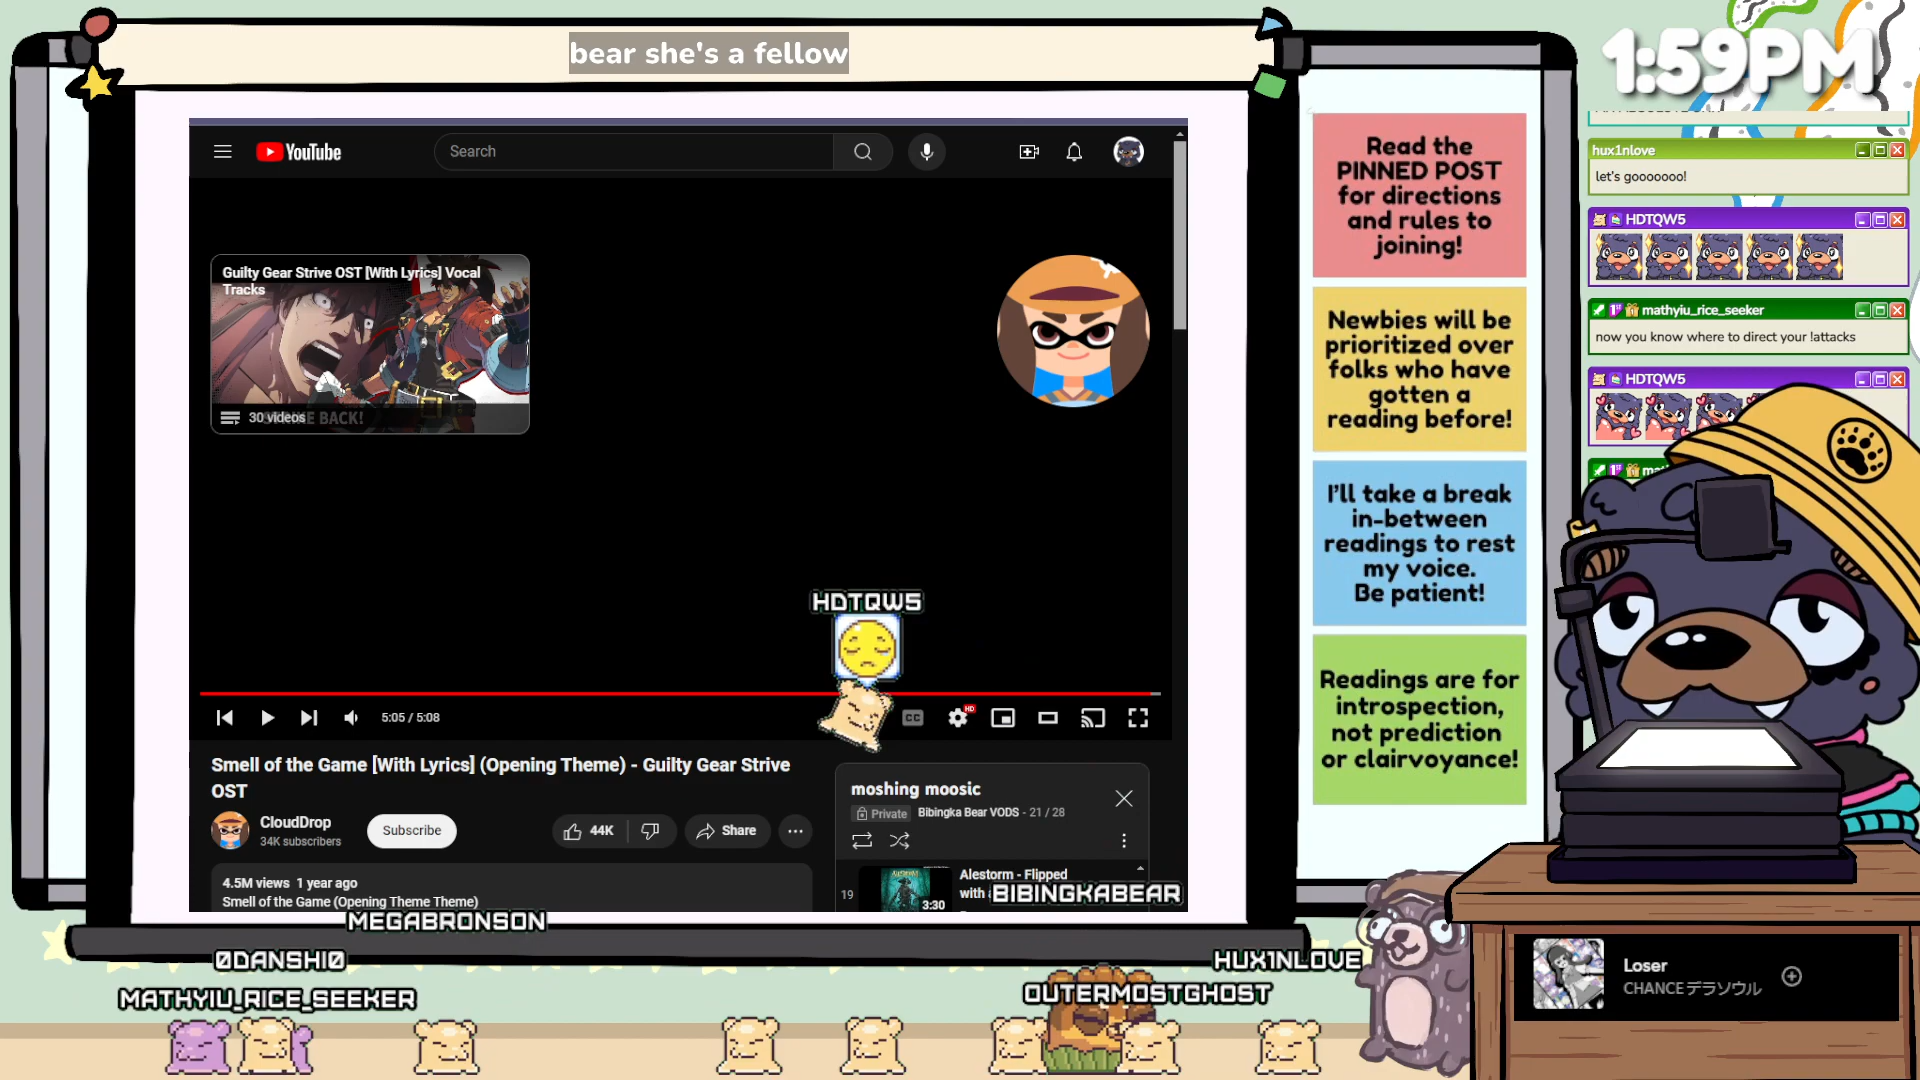 bear she's a fellow
1:59PM
YouTube
Search
Guilty Gear Strive OST [With Lyrics] Vocal
Tracks
30 videos
HDTQW5
5:05 / 5:08
CC
HD
Smell of the Game [With Lyrics] (Opening Theme) - Guilty Gear Strive
OST
CloudDrop
34K subscribers
Subscribe
44K
Share
4.5M views 1 year ago
Smell of the Game (Opening Theme Theme)
moshing moosic
Private
Bibingka Bear VODS - 21 / 28
19
3:30
Alestorm - Flipped
with
BIBINGKABEAR
Read the
PINNED POST
for directions
and rules to
joining!
Newbies will be
prioritized over
folks who have
gotten a
reading before!
I'll take a break
in-between
readings to rest
my voice.
Be patient!
Readings are for
introspection,
not prediction
or clairvoyance!
hux1nlove
let's gooooooo!
HDTQW5
mathyiu_rice_seeker
now you know where to direct your !attacks
HDTQW5
MEGABRONSON
0DANSHI0
MATHYIU_RICE_SEEKER
HUX1NLOVE
OUTERMOSTGHOST
Loser
CHANCEデラソウル